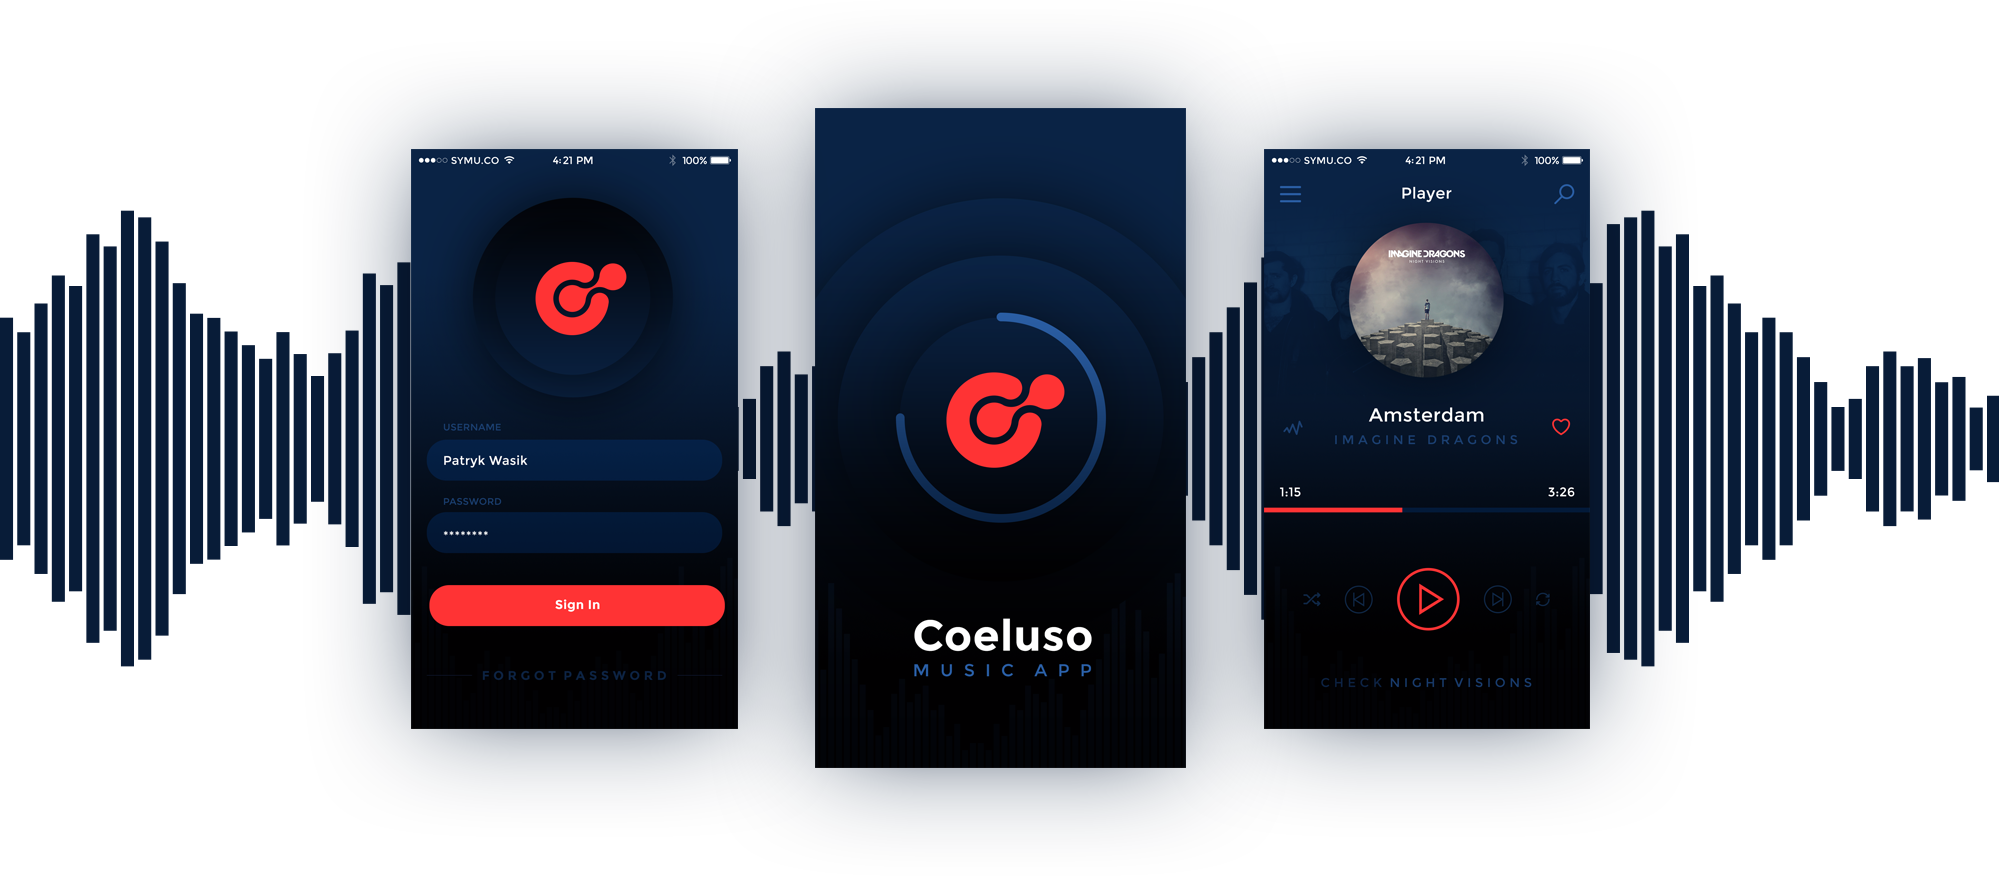 SYMU.CO
4:21 PM
100%
USERNAME
Patryk Wasik
PASSWORD
********
Sign In
FORGOT PASSWORD
Coeluso
MUSIC APP
SYMU.CO
4:21 PM
100%
Player
IMAGINE DRAGONS
NIGHT VISIONS
Amsterdam
IMAGINE DRAGONS
1:15
3:26
CHECK NIGHT VISIONS